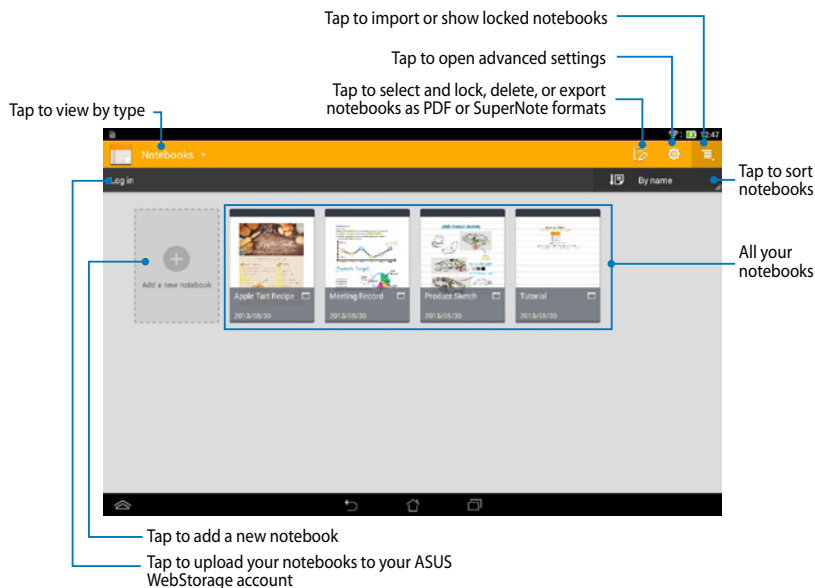 Tap to import or show locked notebooks
Tap to open advanced settings
Tap to select and lock, delete, or export
notebooks as PDF or SuperNote formats
Tap to view by type
12:47
Notebooks
Log in
By name
Tap to sort
notebooks
Add a new notebook
Apple Tart Recipe
Meeting Record
Product Sketch
Tutorial
2013/08/30
2013/08/30
2013/08/30
2013/08/30
All your
notebooks
Tap to add a new notebook
Tap to upload your notebooks to your ASUS
WebStorage account